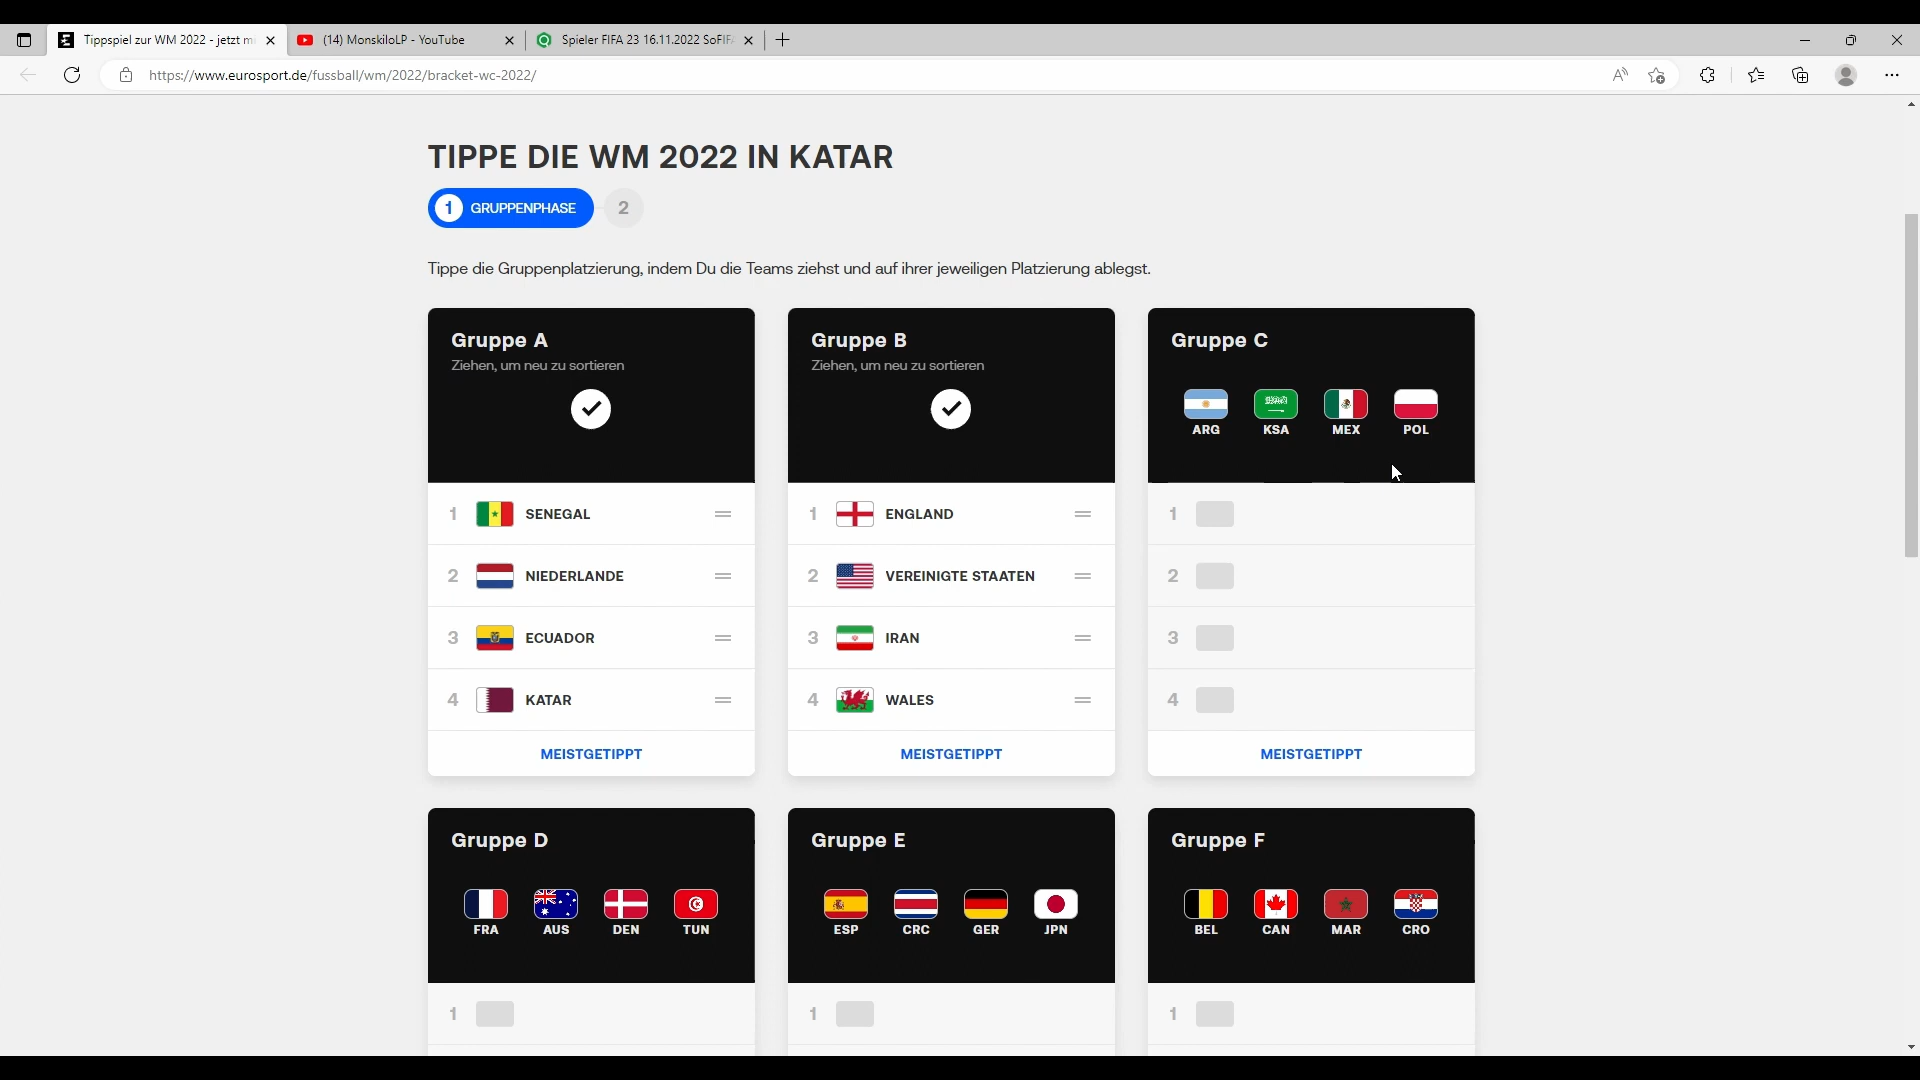 Tippspiel zur WM 2022 - jetzt m
(14) MonskiloLP - YouTube
Spieler FIFA 23 16.11.2022 SoFIF
https://www.eurosport.de/fussball/wm/2022/bracket-wc-2022/
TIPPE DIE WM 2022 IN KATAR
1 GRUPPENPHASE
2
Tippe die Gruppenplatzierung, indem Du die Teams ziehst und auf ihrer jeweiligen Platzierung ablegst.
Gruppe A
Ziehen, um neu zu sortieren
1 SENEGAL
2 NIEDERLANDE
3 ECUADOR
4 KATAR
MEISTGETIPPT
Gruppe B
Ziehen, um neu zu sortieren
1 ENGLAND
2 VEREINIGTE STAATEN
3 IRAN
4 WALES
MEISTGETIPPT
Gruppe C
ARG KSA MEX POL
1
2
3
4
MEISTGETIPPT
Gruppe D
FRA AUS DEN TUN
1
Gruppe E
ESP CRC GER JPN
1
Gruppe F
BEL CAN MAR CRO
1